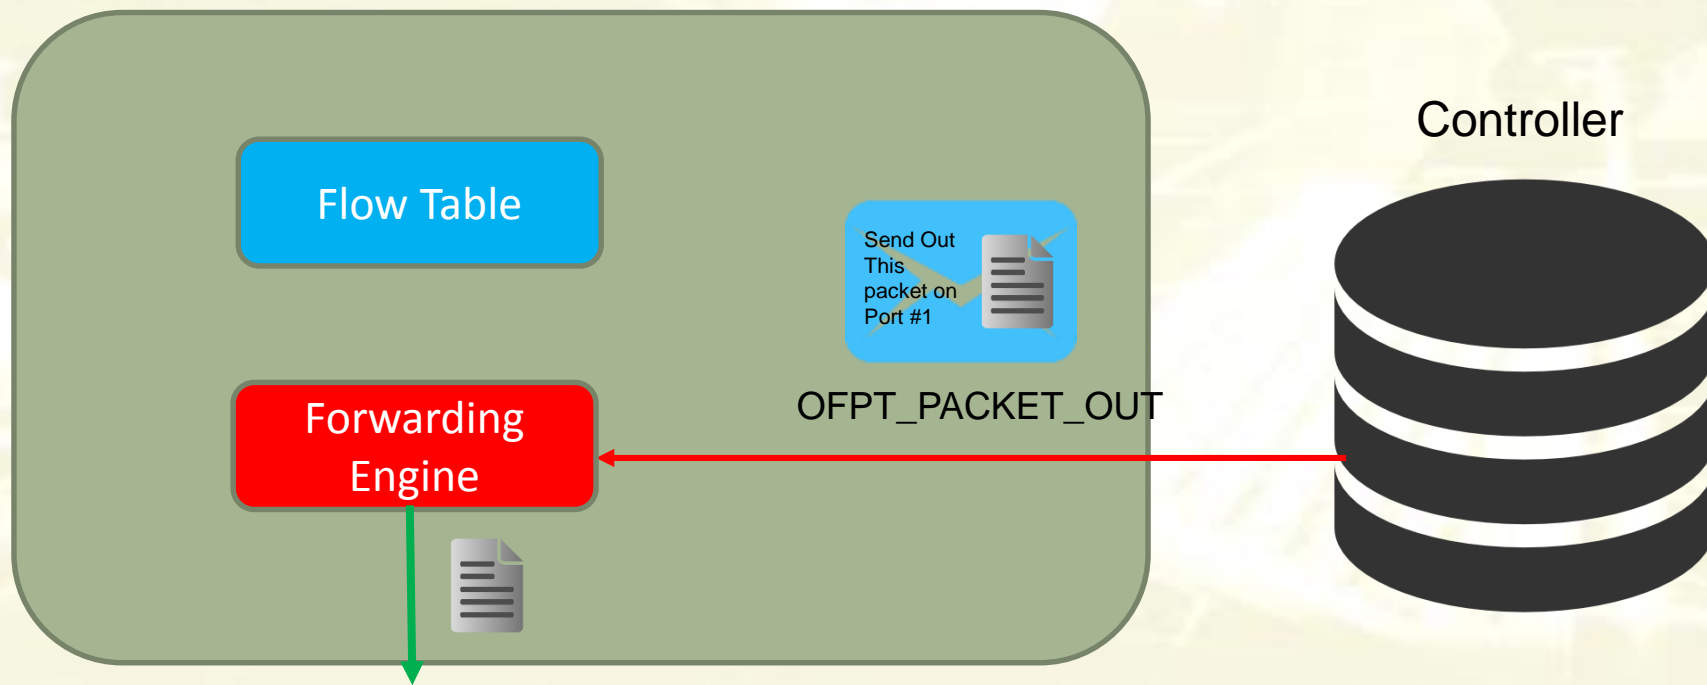 Controller
Flow Table
Send Out
This
packet on
Port #1
OFPT_PACKET_OUT
Forwarding
Engine